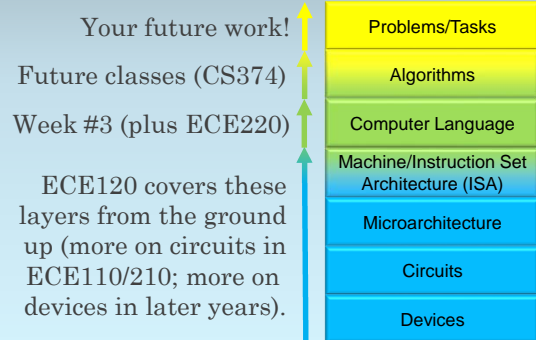 Your future work!
Problems/Tasks
Future classes (CS374)
Algorithms
Week #3 (plus ECE220)
Computer Language
Machine/Instruction Set
Architecture (ISA)
ECE120 covers these
layers from the ground
up (more on circuits in
ECE110/210; more on
devices in later years).
Microarchitecture
Circuits
Devices